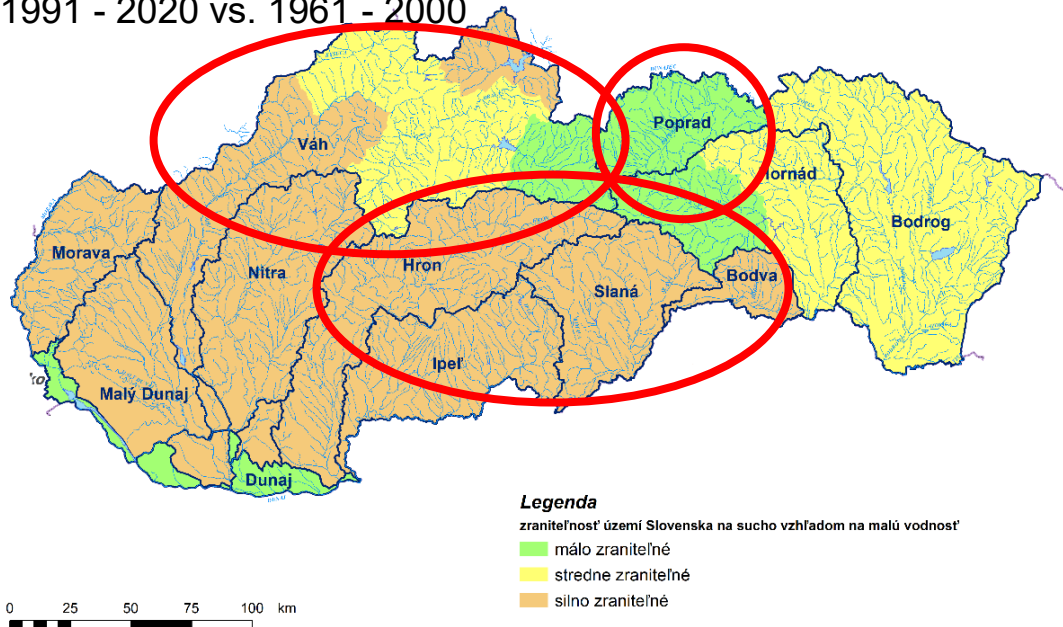 1991 - 2020 vs. 1961 - 2000
Poprad
Váh
Bodrog
Morava
Nitra
Hron
Bodva
Slaná
Ipeľ
Malý Dunaj
Dunaj
Legenda
zraniteľnosť území Slovenska na sucho vzhľadom na malú vodnosť
málo zraniteľné
stredne zraniteľné
silno zraniteľné
0 25 50 75 100 km